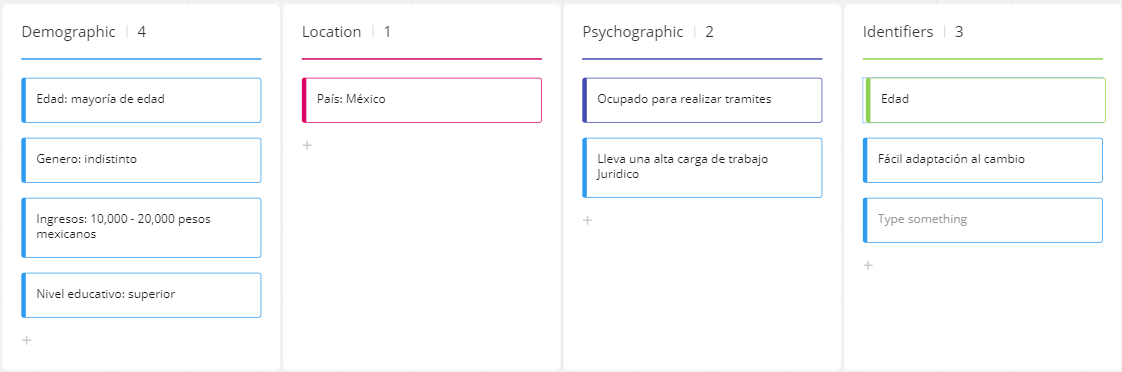 Demographic | 4
Edad: mayoría de edad
Genero: indistinto
Ingresos: 10,000 - 20,000 pesos
mexicanos
Nivel educativo: superior
+
Location | 1
País: México
+
Psychographic | 2
Ocupado para realizar tramites
Lleva una alta carga de trabajo
Juridico
+
Identifiers | 3
Edad
Fácil adaptación al cambio
Type something
+